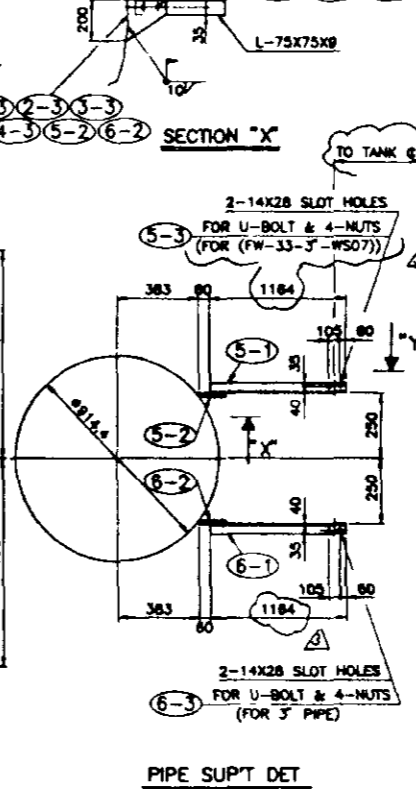 200
35
L-75X75X9
10
2-3 3-3
4-3 5-2 6-2
SECTION "X"
TO TANK ℄
2-14X28 SLOT HOLES
5-3 FOR U-BOLT & 4-NUTS
(FOR (FW-33-3"-WS07))
383 60 1164
105 60
5-1
35
40
"Y
ø914.4
5-2
"X"
250
6-2
250
40
35
6-1
105 60
383 1164
60
3
2-14X28 SLOT HOLES
6-3 FOR U-BOLT & 4-NUTS
(FOR 3" PIPE)
PIPE SUP'T DET